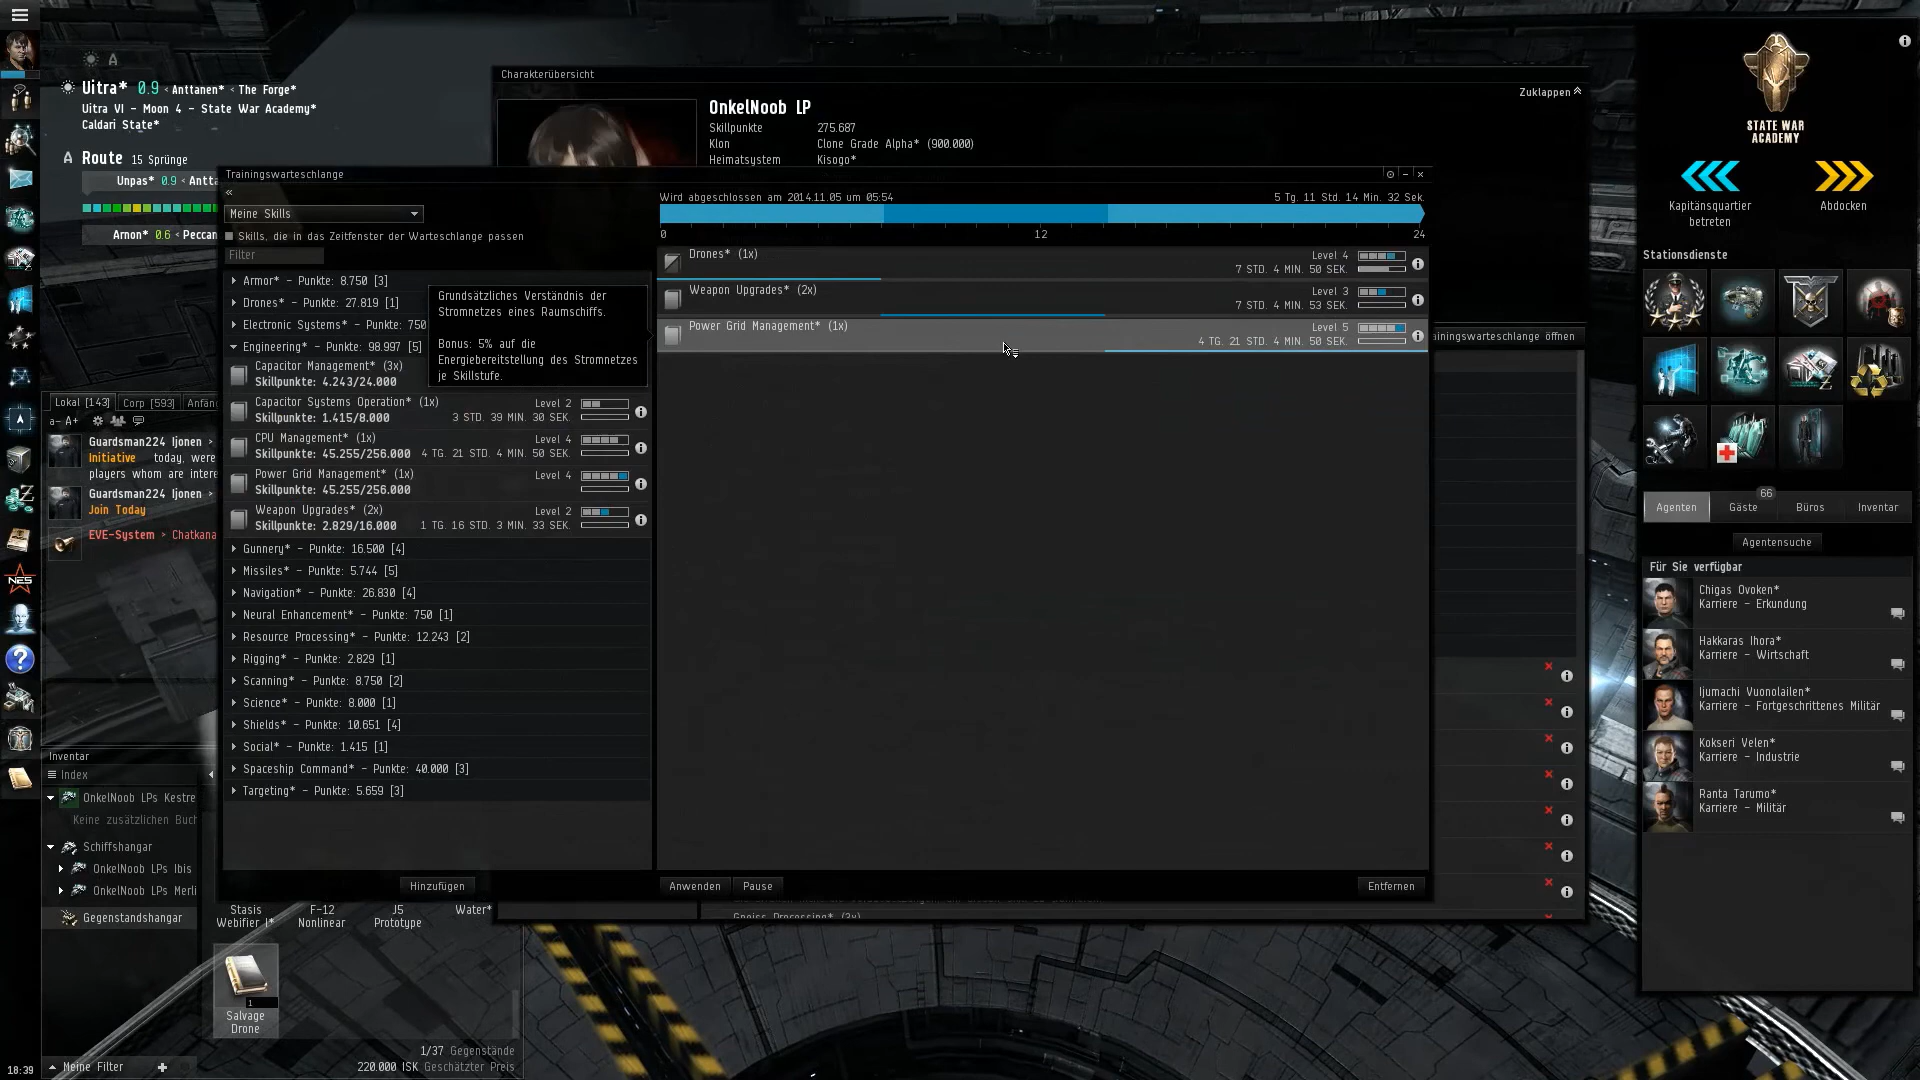 Uitra* 0.9 < Anttanen* < The Forge*
Uitra VI - Moon 4 - State War Academy*
Caldari State*
A Route 15 Sprünge
Unpas* 0.9 < Antta
Arnon* 0.6 < Peccan
Charakterübersicht
OnkelNoob LP
Zuklappen
Skillpunkte 275.687
Klon Clone Grade Alpha* (900.000)
Heimatsystem Kisogo*
Trainingswarteschlange
Meine Skills
Skills, die in das Zeitfenster der Warteschlange passen
Filter
Armor* - Punkte: 8.750 [3]
Drones* - Punkte: 27.819 [1]
Electronic Systems* - Punkte: 750
Engineering* - Punkte: 98.997 [5]
Capacitor Management* (3x)
Skillpunkte: 4.243/24.000
Capacitor Systems Operation* (1x) Level 2
Skillpunkte: 1.415/8.000 3 STD. 39 MIN. 30 SEK.
CPU Management* (1x) Level 4
Skillpunkte: 45.255/256.000 4 TG. 21 STD. 4 MIN. 50 SEK.
Power Grid Management* (1x) Level 4
Skillpunkte: 45.255/256.000
Weapon Upgrades* (2x) Level 2
Skillpunkte: 2.829/16.000 1 TG. 16 STD. 3 MIN. 33 SEK.
Gunnery* - Punkte: 16.500 [4]
Missiles* - Punkte: 5.744 [5]
Navigation* - Punkte: 26.830 [4]
Neural Enhancement* - Punkte: 750 [1]
Resource Processing* - Punkte: 12.243 [2]
Rigging* - Punkte: 2.829 [1]
Scanning* - Punkte: 8.750 [2]
Science* - Punkte: 8.000 [1]
Shields* - Punkte: 10.651 [4]
Social* - Punkte: 1.415 [1]
Spaceship Command* - Punkte: 40.000 [3]
Targeting* - Punkte: 5.659 [3]
Hinzufügen
Grundsätzliches Verständnis der
Stromnetzes eines Raumschiffs.
Bonus: 5% auf die
Energiebereitstellung des Stromnetzes
je Skillstufe.
Wird abgeschlossen am 2014.11.05 um 05:54 5 Tg. 11 Std. 14 Min. 32 Sek.
0 12 24
Drones* (1x) Level 4
7 STD. 4 MIN. 50 SEK.
Weapon Upgrades* (2x) Level 3
7 STD. 4 MIN. 53 SEK.
Power Grid Management* (1x) Level 5
4 TG. 21 STD. 4 MIN. 50 SEK.
Anwenden Pause Entfernen
ainingswarteschlange öffnen
Gneiss Processing* (3x)
Lokal [143] Corp [593] Anfän
a- A+
Guardsman224 Ijonen >
Initiative today, were
players whom are intere
Guardsman224 Ijonen >
Join Today
EVE-System > Chatkana
Inventar
Index
OnkelNoob LPs Kestre
Keine zusätzlichen Buch
Schiffshangar
OnkelNoob LPs Ibis
OnkelNoob LPs Merli
Gegenstandshangar
Meine Filter
18:39
Stasis
Webifier I*
F-12
Nonlinear
J5
Prototype
Water*
1
Salvage
Drone
1/37 Gegenstände
220.000 ISK Geschätzter Preis
NES
STATE WAR
ACADEMY
Kapitänsquartier
betreten
Abdocken
Stationsdienste
66
Agenten Gäste Büros Inventar
Agentensuche
Für Sie verfügbar
Chigas Ovoken*
Karriere - Erkundung
Hakkaras Ihora*
Karriere - Wirtschaft
Ijumachi Vuonolailen*
Karriere - Fortgeschrittenes Militär
Kokseri Velen*
Karriere - Industrie
Ranta Tarumo*
Karriere - Militär